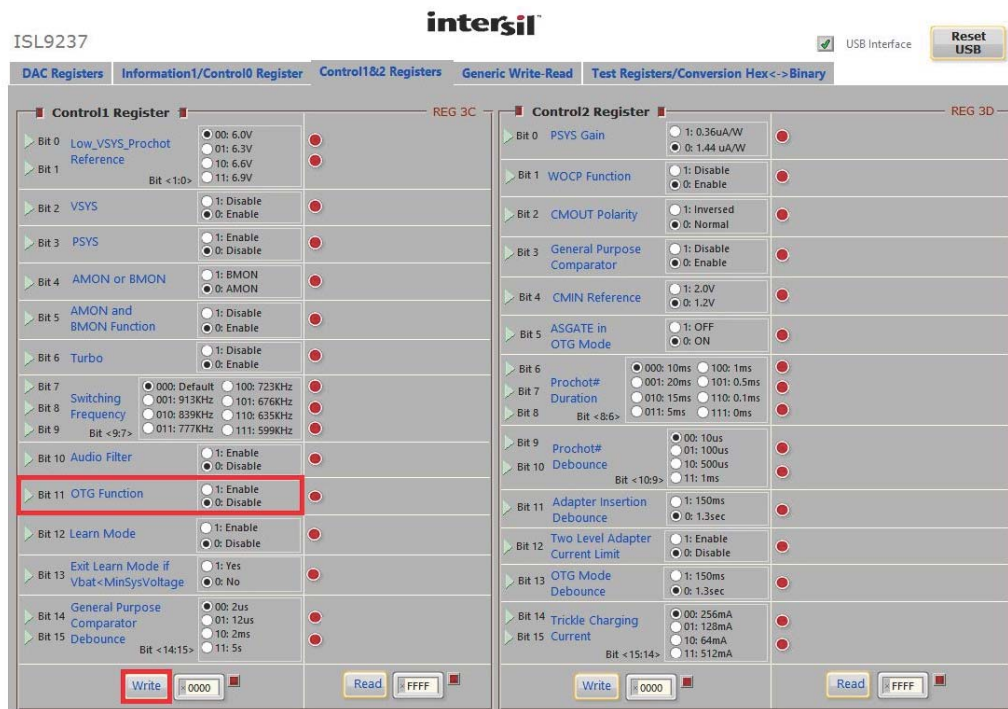 intersil
ISL9237
USB Interface
Reset
USB
DAC Registers Information1/Control0 Register Control1&2 Registers Generic Write-Read Test Registers/Conversion Hex<->Binary
Control1 Register REG 3C
Bit 0 Low_VSYS_Prochot
Reference
Bit 1
Bit <1:0>
00: 6.0V
01: 6.3V
10: 6.6V
11: 6.9V
Bit 2 VSYS
1: Disable
0: Enable
Bit 3 PSYS
1: Enable
0: Disable
Bit 4 AMON or BMON
1: BMON
0: AMON
Bit 5 AMON and
BMON Function
1: Disable
0: Enable
Bit 6 Turbo
1: Disable
0: Enable
Bit 7
Bit 8 Switching
Frequency
Bit 9 Bit <9:7>
000: Default 100: 723KHz
001: 913KHz 101: 676KHz
010: 839KHz 110: 635KHz
011: 777KHz 111: 599KHz
Bit 10 Audio Filter
1: Enable
0: Disable
Bit 11 OTG Function
1: Enable
0: Disable
Bit 12 Learn Mode
1: Enable
0: Disable
Bit 13 Exit Learn Mode if
Vbat<MinSysVoltage
1: Yes
0: No
Bit 14 General Purpose
Comparator
Bit 15 Debounce
Bit <14:15>
00: 2us
01: 12us
10: 2ms
11: 5s
Write × 0000 Read × FFFF
Control2 Register REG 3D
Bit 0 PSYS Gain
1: 0.36uA/W
0: 1.44 uA/W
Bit 1 WOCP Function
1: Disable
0: Enable
Bit 2 CMOUT Polarity
1: Inversed
0: Normal
Bit 3 General Purpose
Comparator
1: Disable
0: Enable
Bit 4 CMIN Reference
1: 2.0V
0: 1.2V
Bit 5 ASGATE in
OTG Mode
1: OFF
0: ON
Bit 6
Bit 7 Prochot#
Duration
Bit 8 Bit <8:6>
000: 10ms 100: 1ms
001: 20ms 101: 0.5ms
010: 15ms 110: 0.1ms
011: 5ms 111: 0ms
Bit 9 Prochot#
Bit 10 Debounce
Bit <10:9>
00: 10us
01: 100us
10: 500us
11: 1ms
Bit 11 Adapter Insertion
Debounce
1: 150ms
0: 1.3sec
Bit 12 Two Level Adapter
Current Limit
1: Enable
0: Disable
Bit 13 OTG Mode
Debounce
1: 150ms
0: 1.3sec
Bit 14 Trickle Charging
Bit 15 Current
Bit <15:14>
00: 256mA
01: 128mA
10: 64mA
11: 512mA
Write × 0000 Read × FFFF